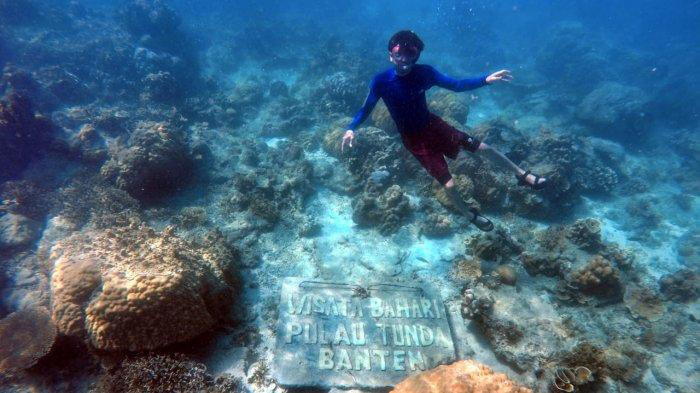 WISATA BAHARI
PULAU TUNDA
BANTEN